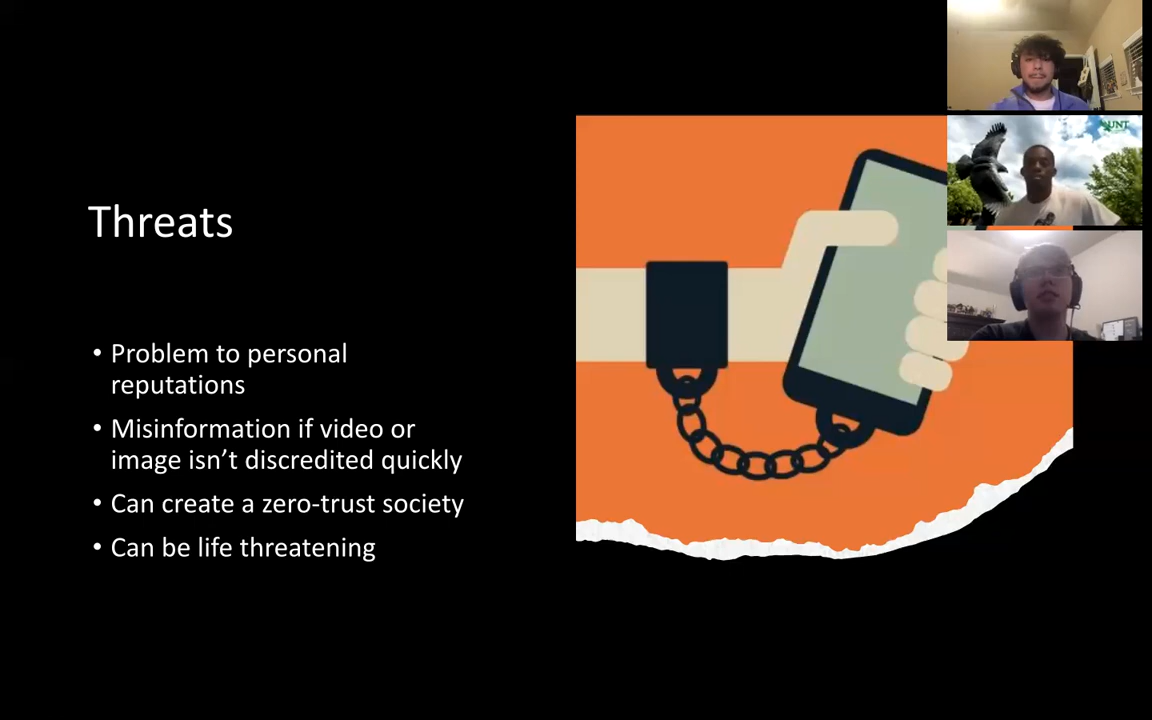 UNT
Threats
• Problem to personal
reputations
• Misinformation if video or
image isn’t discredited quickly
• Can create a zero-trust society
• Can be life threatening